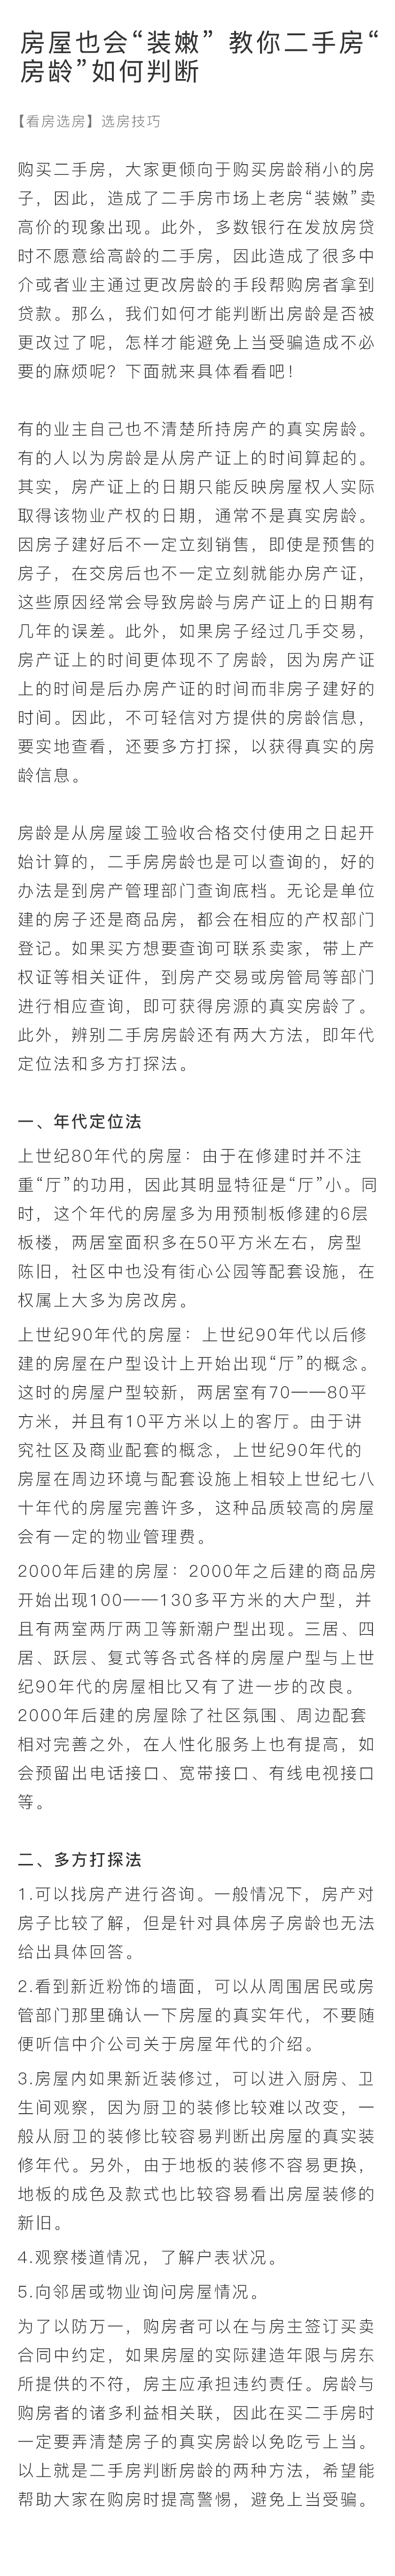 房屋也会“装嫩” 教你二手房“
房龄”如何判断
【看房选房】选房技巧
购买二手房，大家更倾向于购买房龄稍小的房
子，因此，造成了二手房市场上老房“装嫩”卖
高价的现象出现。此外，多数银行在发放房贷
时不愿意给高龄的二手房，因此造成了很多中
介或者业主通过更改房龄的手段帮购房者拿到
贷款。那么，我们如何才能判断出房龄是否被
更改过了呢，怎样才能避免上当受骗造成不必
要的麻烦呢？下面就来具体看看吧！
有的业主自己也不清楚所持房产的真实房龄。
有的人以为房龄是从房产证上的时间算起的。
其实，房产证上的日期只能反映房屋权人实际
取得该物业产权的日期，通常不是真实房龄。
因房子建好后不一定立刻销售，即使是预售的
房子，在交房后也不一定立刻就能办房产证，
这些原因经常会导致房龄与房产证上的日期有
几年的误差。此外，如果房子经过几手交易，
房产证上的时间更体现不了房龄，因为房产证
上的时间是后办房产证的时间而非房子建好的
时间。因此，不可轻信对方提供的房龄信息，
要实地查看，还要多方打探，以获得真实的房
龄信息。
房龄是从房屋竣工验收合格交付使用之日起开
始计算的，二手房房龄也是可以查询的，好的
办法是到房产管理部门查询底档。无论是单位
建的房子还是商品房，都会在相应的产权部门
登记。如果买方想要查询可联系卖家，带上产
权证等相关证件，到房产交易或房管局等部门
进行相应查询，即可获得房源的真实房龄了。
此外，辨别二手房房龄还有两大方法，即年代
定位法和多方打探法。
一、年代定位法
上世纪80年代的房屋：由于在修建时并不注
重“厅”的功用，因此其明显特征是“厅”小。同
时，这个年代的房屋多为用预制板修建的6层
板楼，两居室面积多在50平方米左右，房型
陈旧，社区中也没有街心公园等配套设施，在
权属上大多为房改房。
上世纪90年代的房屋：上世纪90年代以后修
建的房屋在户型设计上开始出现“厅”的概念。
这时的房屋户型较新，两居室有70——80平
方米，并且有10平方米以上的客厅。由于讲
究社区及商业配套的概念，上世纪90年代的
房屋在周边环境与配套设施上相较上世纪七八
十年代的房屋完善许多，这种品质较高的房屋
会有一定的物业管理费。
2000年后建的房屋：2000年之后建的商品房
开始出现100——130多平方米的大户型，并
且有两室两厅两卫等新潮户型出现。三居、四
居、跃层、复式等各式各样的房屋户型与上世
纪90年代的房屋相比又有了进一步的改良。
2000年后建的房屋除了社区氛围、周边配套
相对完善之外，在人性化服务上也有提高，如
会预留出电话接口、宽带接口、有线电视接口
等。
二、多方打探法
1.可以找房产进行咨询。一般情况下，房产对
房子比较了解，但是针对具体房子房龄也无法
给出具体回答。
2.看到新近粉饰的墙面，可以从周围居民或房
管部门那里确认一下房屋的真实年代，不要随
便听信中介公司关于房屋年代的介绍。
3.房屋内如果新近装修过，可以进入厨房、卫
生间观察，因为厨卫的装修比较难以改变，一
般从厨卫的装修比较容易判断出房屋的真实装
修年代。另外，由于地板的装修不容易更换，
地板的成色及款式也比较容易看出房屋装修的
新旧。
4.观察楼道情况，了解户表状况。
5.向邻居或物业询问房屋情况。
为了以防万一，购房者可以在与房主签订买卖
合同中约定，如果房屋的实际建造年限与房东
所提供的不符，房主应承担违约责任。房龄与
购房者的诸多利益相关联，因此在买二手房时
一定要弄清楚房子的真实房龄以免吃亏上当。
以上就是二手房判断房龄的两种方法，希望能
帮助大家在购房时提高警惕，避免上当受骗。